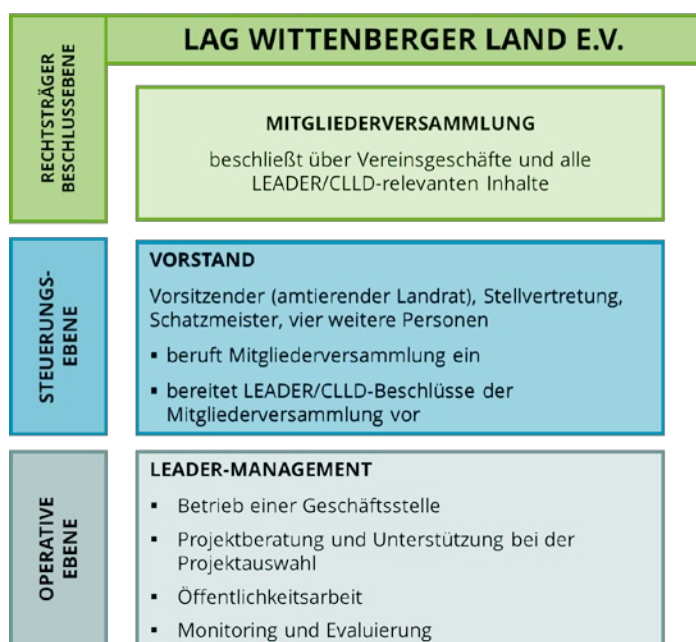 RECHTSTRÄGER
BESCHLUSSEBENE
LAG WITTENBERGER LAND E.V.
MITGLIEDERVERSAMMLUNG
beschließt über Vereinsgeschäfte und alle
LEADER/CLLD-relevanten Inhalte
STEUERUNGS-
EBENE
VORSTAND
Vorsitzender (amtierender Landrat), Stellvertretung,
Schatzmeister, vier weitere Personen
▪ beruft Mitgliederversammlung ein
▪ bereitet LEADER/CLLD-Beschlüsse der
Mitgliederversammlung vor
OPERATIVE
EBENE
LEADER-MANAGEMENT
▪ Betrieb einer Geschäftsstelle
▪ Projektberatung und Unterstützung bei der
Projektauswahl
▪ Öffentlichkeitsarbeit
▪ Monitoring und Evaluierung